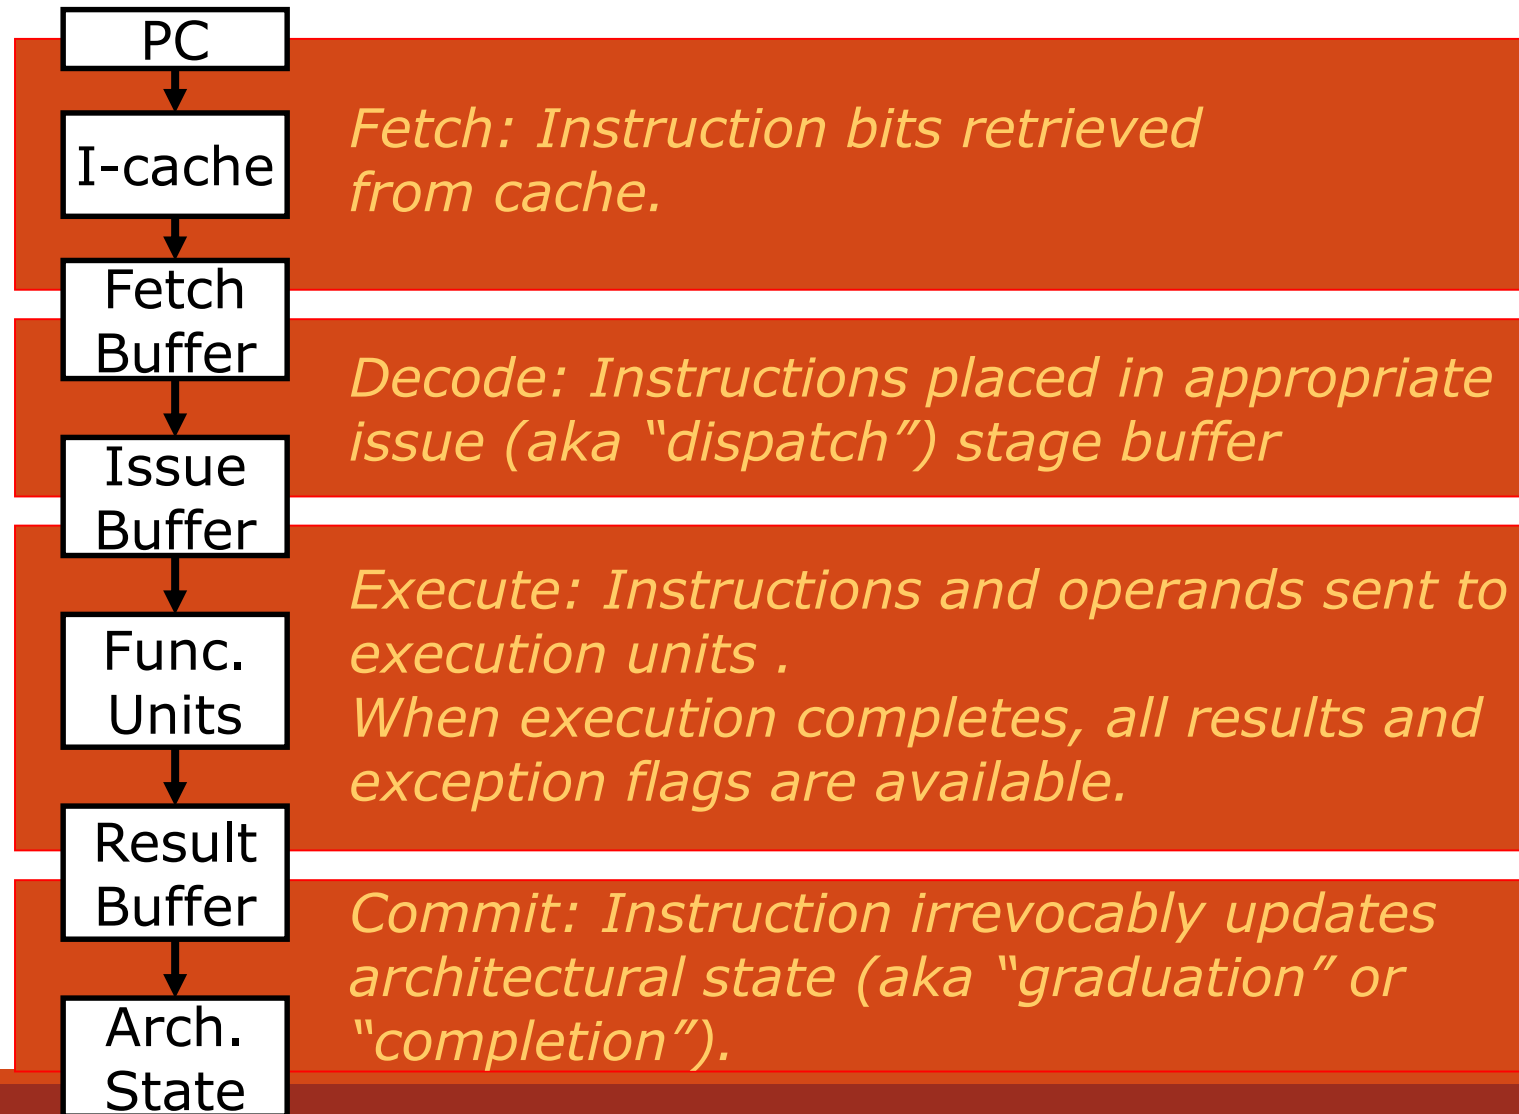 PC
I-cache
Fetch: Instruction bits retrieved
from cache.
Fetch
Buffer
Decode: Instructions placed in appropriate
issue (aka “dispatch”) stage buffer
Issue
Buffer
Execute: Instructions and operands sent to
execution units .
When execution completes, all results and
exception flags are available.
Func.
Units
Result
Buffer
Commit: Instruction irrevocably updates
architectural state (aka “graduation” or
“completion”).
Arch.
State